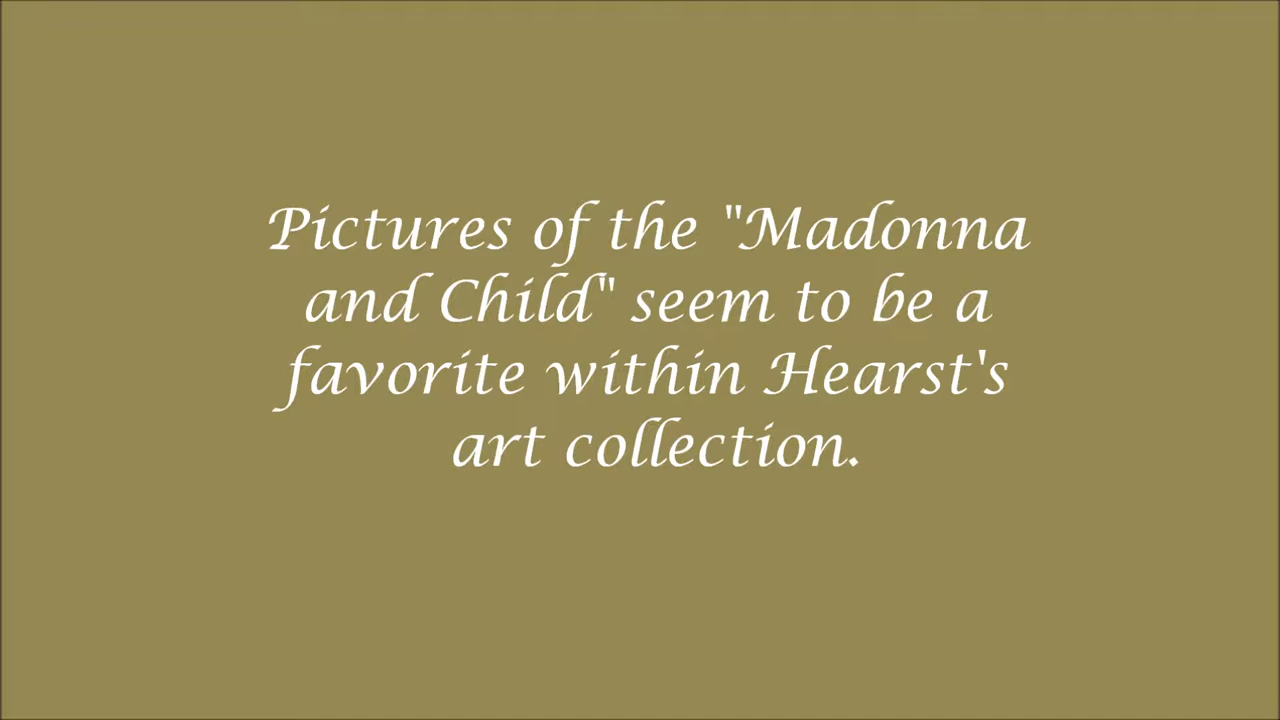 Pictures of the "Madonna
and Child" seem to be a
favorite within Hearst's
art collection.